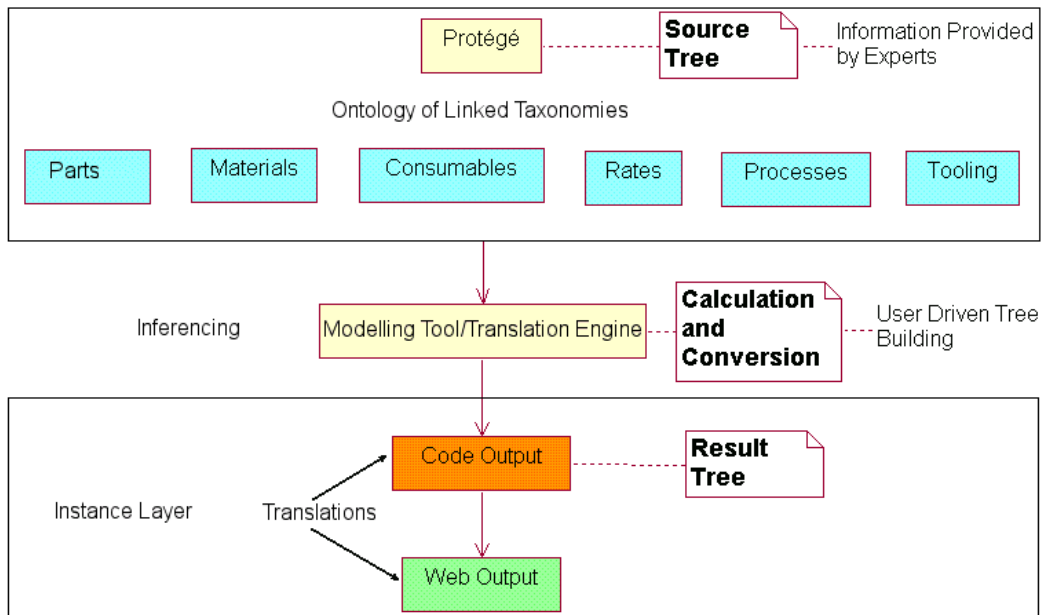 Protégé
Source
Tree
Information Provided
by Experts
Ontology of Linked Taxonomies
Parts
Materials
Consumables
Rates
Processes
Tooling
Inferencing
Modelling Tool/Translation Engine
Calculation
and
Conversion
User Driven Tree
Building
Code Output
Result
Tree
Instance Layer
Translations
Web Output